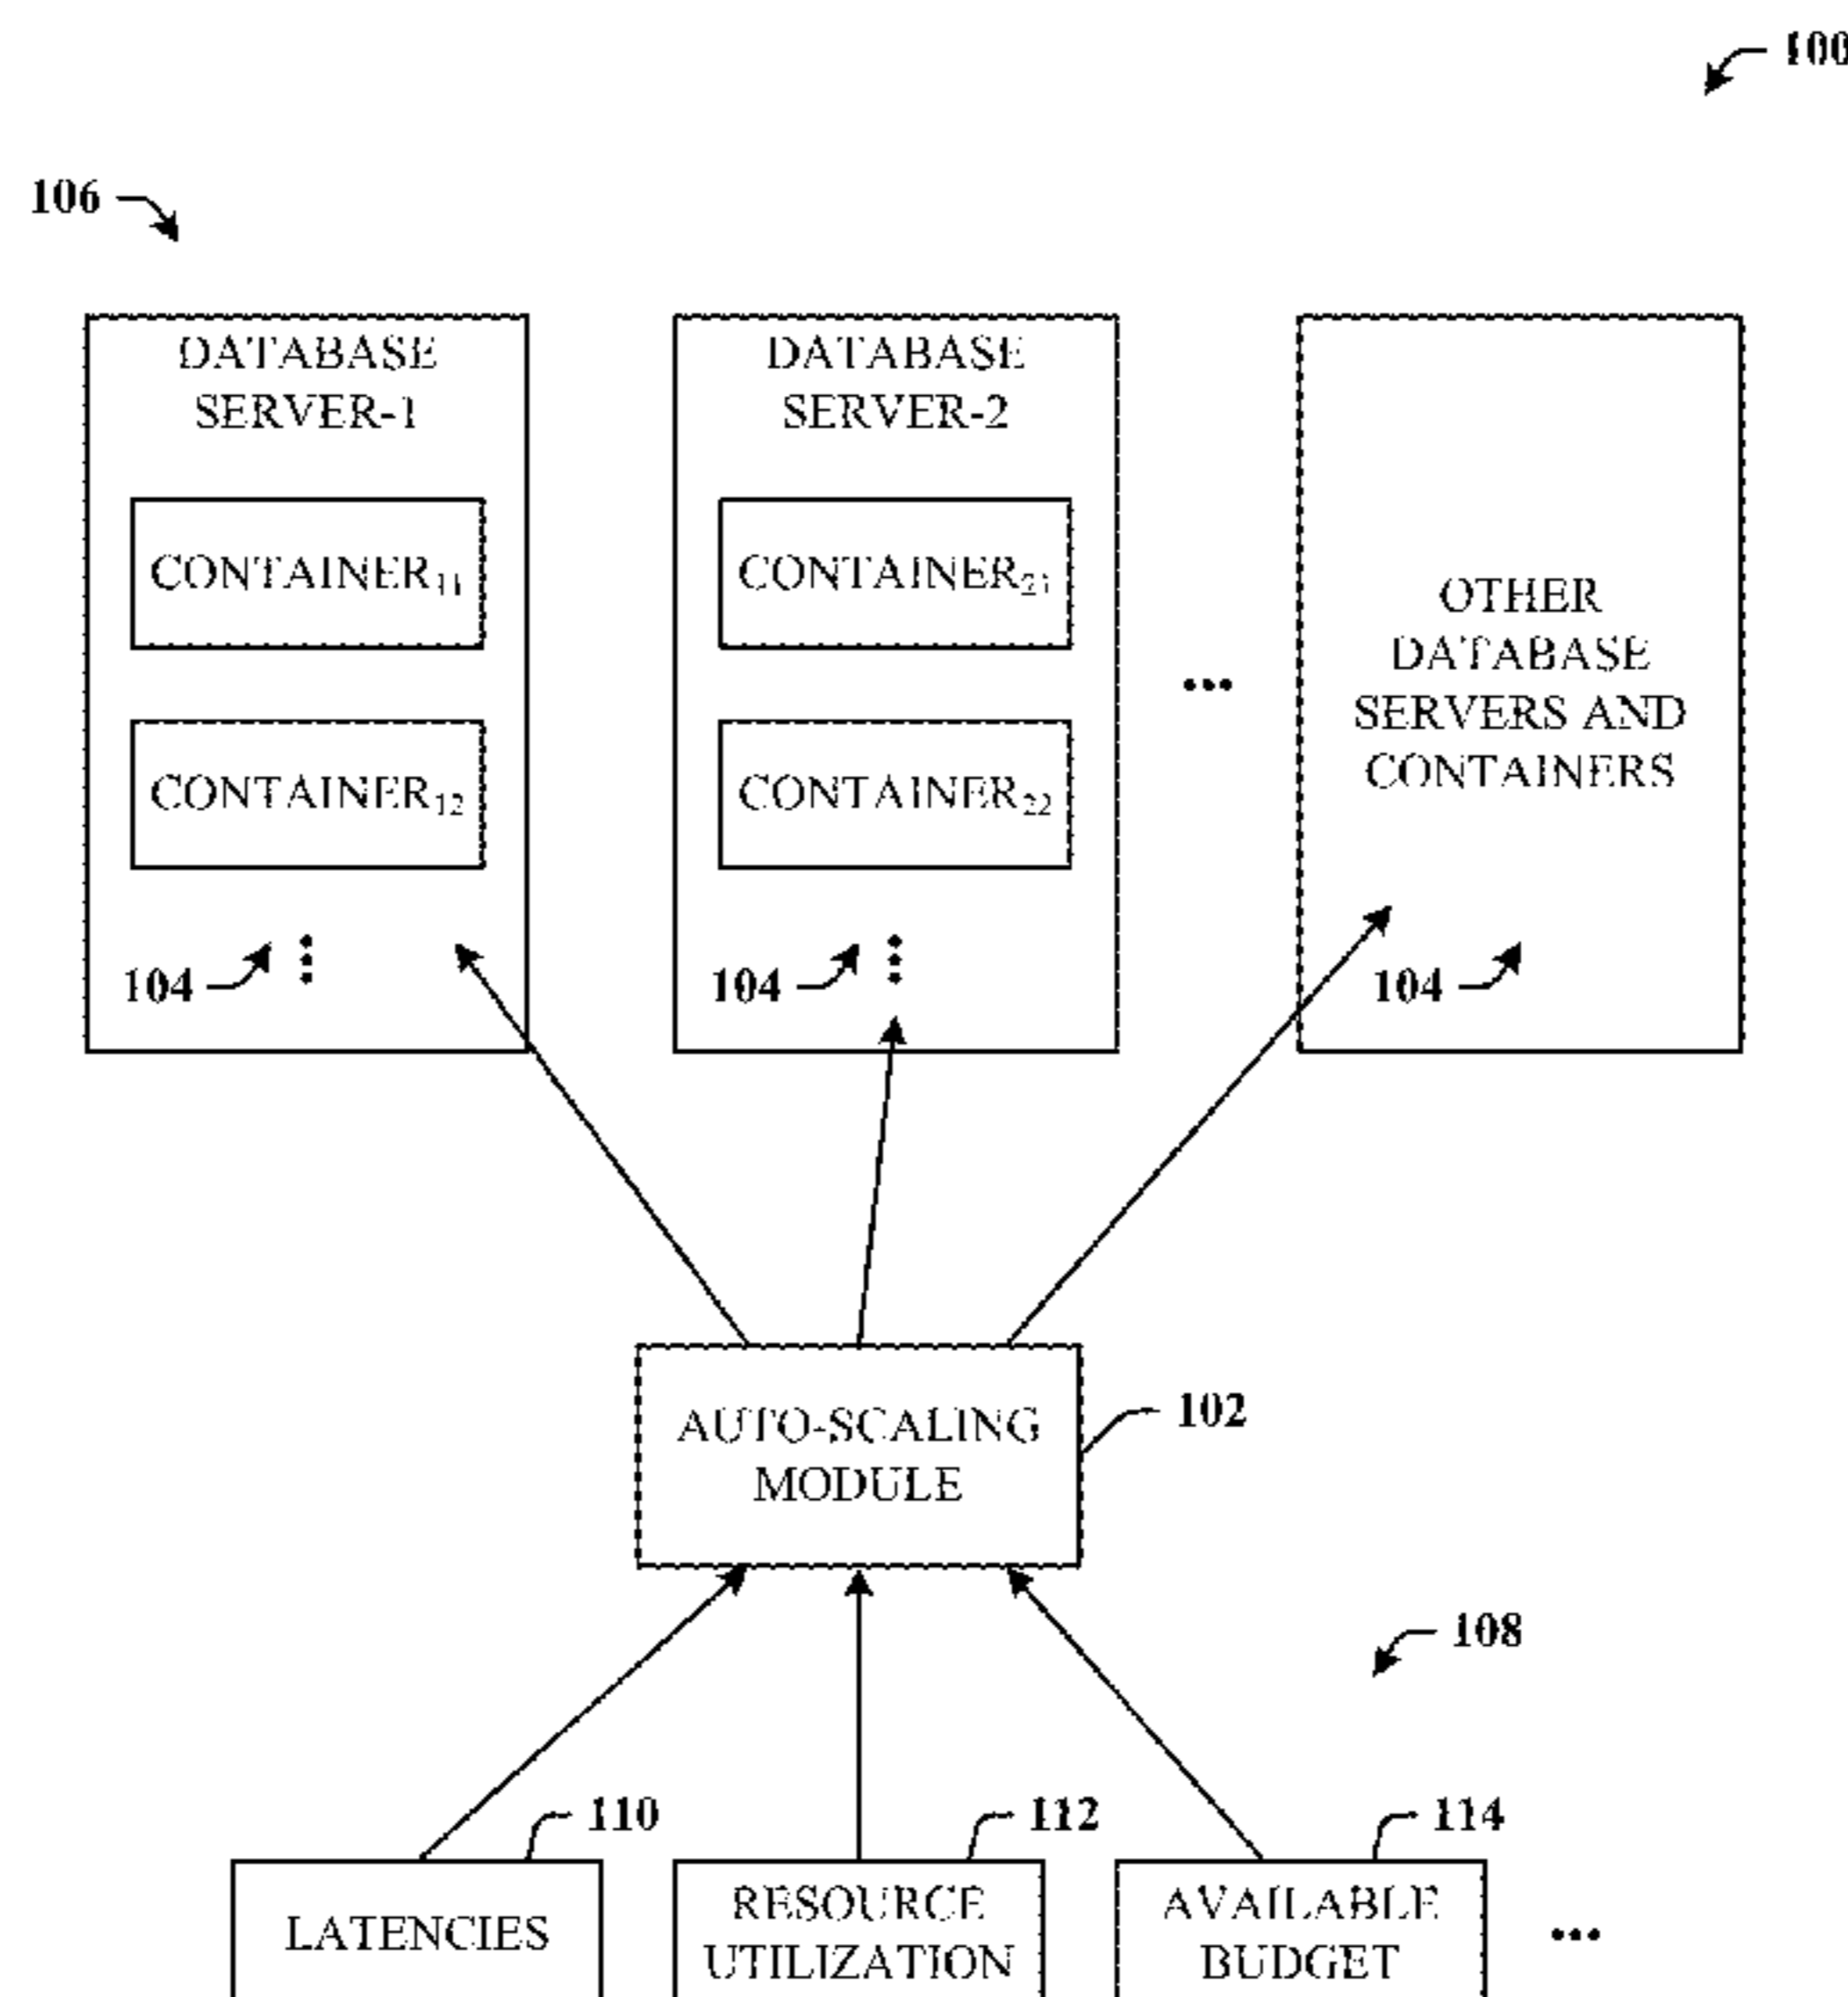 100
106
DATABASE
SERVER-1
CONTAINER₁₁
CONTAINER₁₂
104
DATABASE
SERVER-2
CONTAINER₂₁
CONTAINER₂₂
104
•••
OTHER
DATABASE
SERVERS AND
CONTAINERS
104
AUTO-SCALING
MODULE
102
108
110
LATENCIES
112
RESOURCE
UTILIZATION
114
AVAILABLE
BUDGET
•••